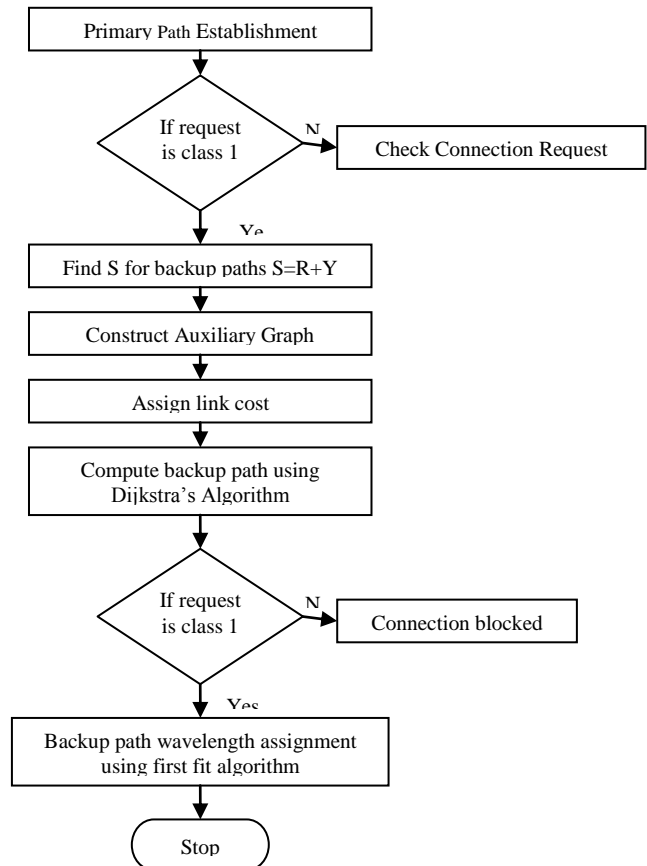 Primary Path Establishment
If request
is class 1
N
Check Connection Request
Ye
Find S for backup paths S=R+Y
Construct Auxiliary Graph
Assign link cost
Compute backup path using
Dijkstra's Algorithm
If request
is class 1
N
Connection blocked
Yes
Backup path wavelength assignment
using first fit algorithm
Stop